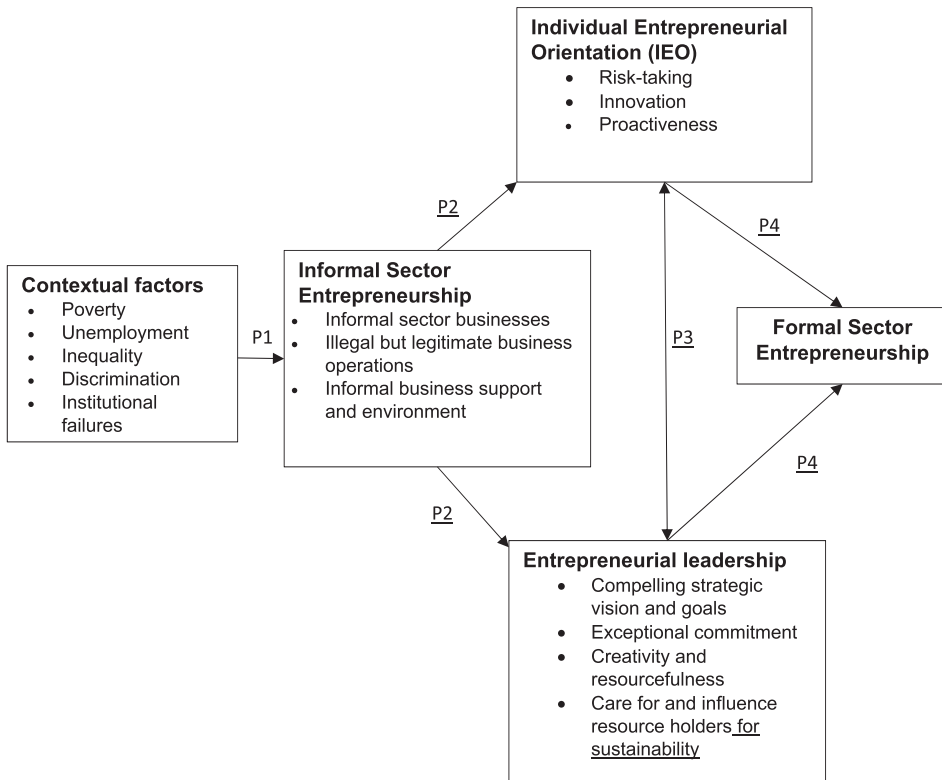 Individual Entrepreneurial
Orientation (IEO)
• Risk-taking
• Innovation
• Proactiveness
P2
P4
Contextual factors
• Poverty
• Unemployment
• Inequality
• Discrimination
• Institutional
failures
P1
Informal Sector
Entrepreneurship
• Informal sector businesses
• Illegal but legitimate business
operations
• Informal business support
and environment
P3
Formal Sector
Entrepreneurship
P2
P4
Entrepreneurial leadership
• Compelling strategic
vision and goals
• Exceptional commitment
• Creativity and
resourcefulness
• Care for and influence
resource holders for
sustainability